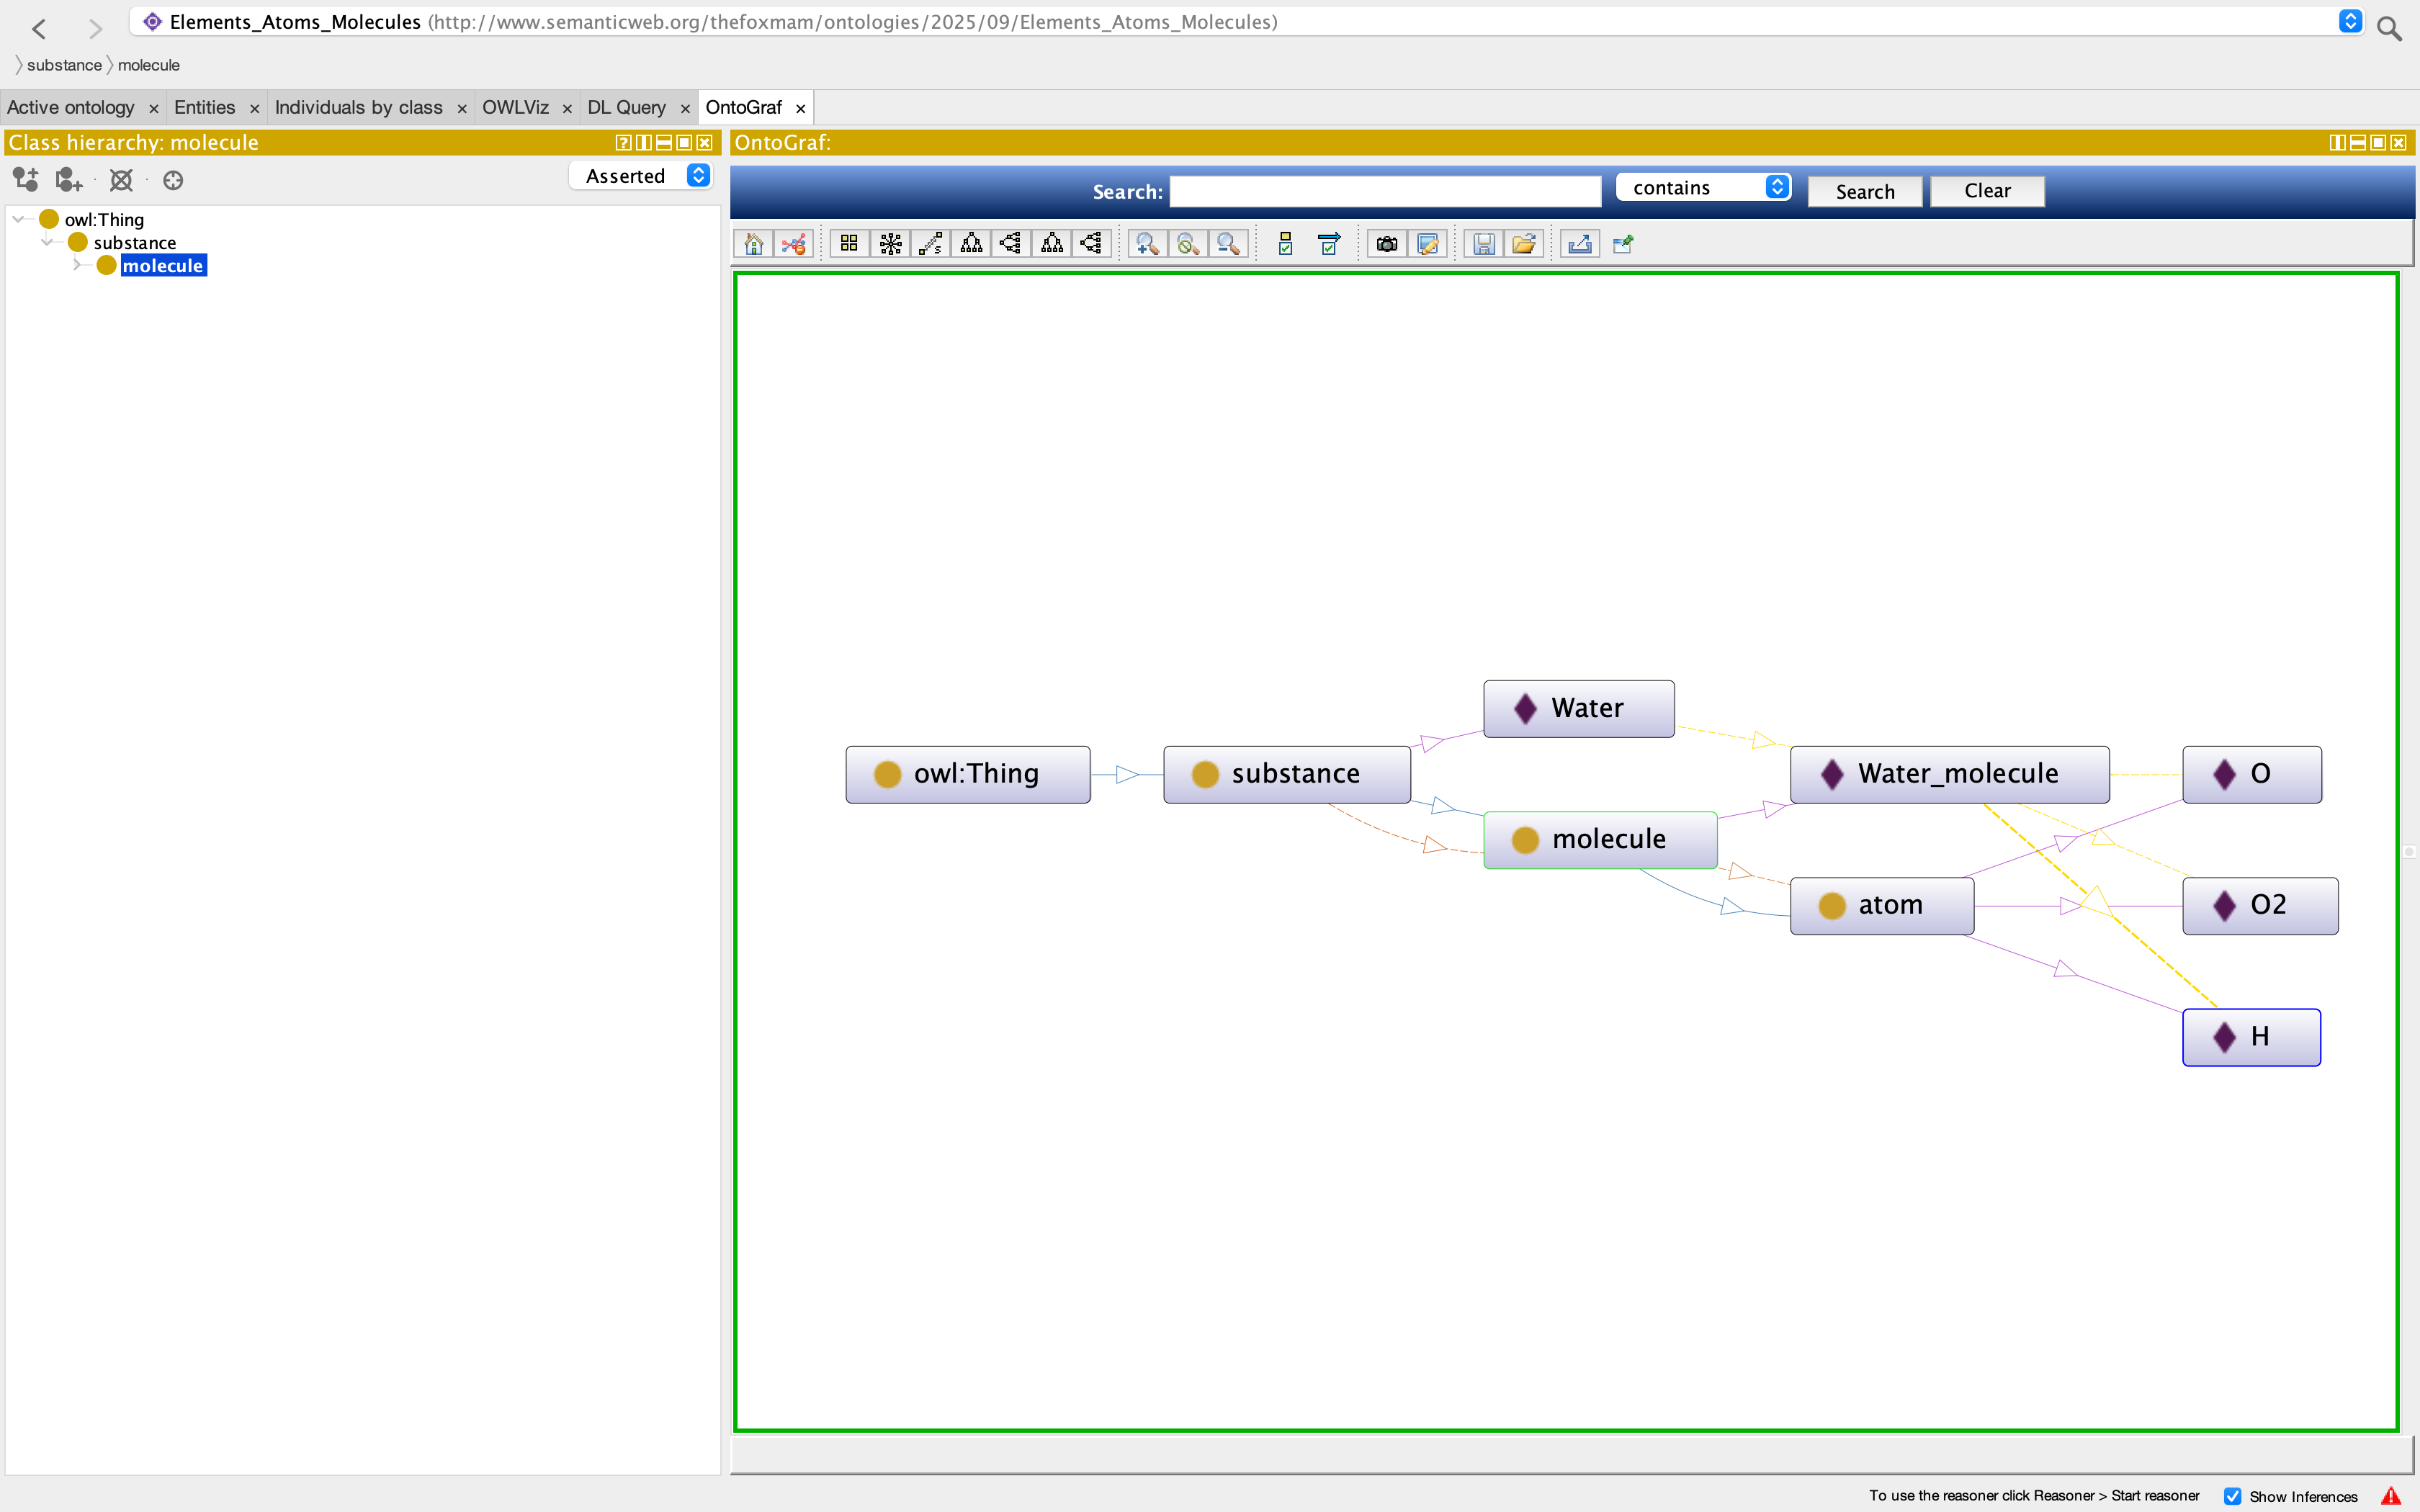 Elements_Atoms_Molecules (http://www.semanticweb.org/thefoxmam/ontologies/2025/09/Elements_Atoms_Molecules)
substance molecule
Active ontology × Entities × Individuals by class × OWLViz × DL Query × OntoGraf ×
Class hierarchy: molecule
Asserted
owl:Thing
substance
molecule
OntoGraf:
Search: contains Search Clear
Water
owl:Thing
substance
Water_molecule
O
molecule
atom
O2
H
To use the reasoner click Reasoner > Start reasoner Show Inferences